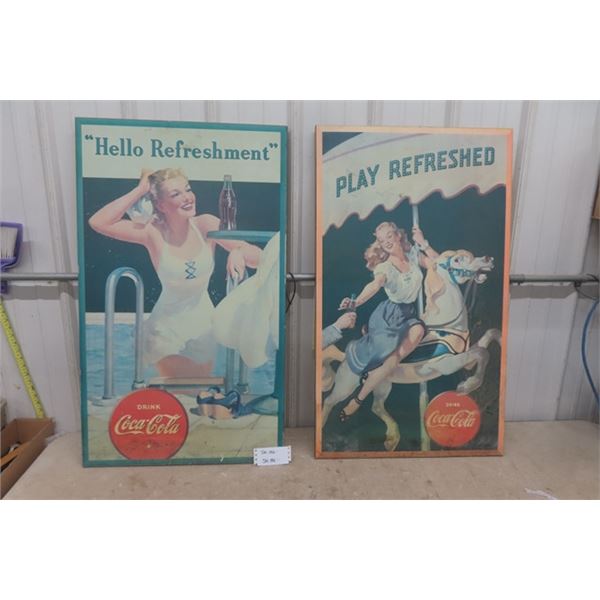 "Hello Refreshment"
DRINK
Coca-Cola
PLAY REFRESHED
DRINK
Coca-Cola